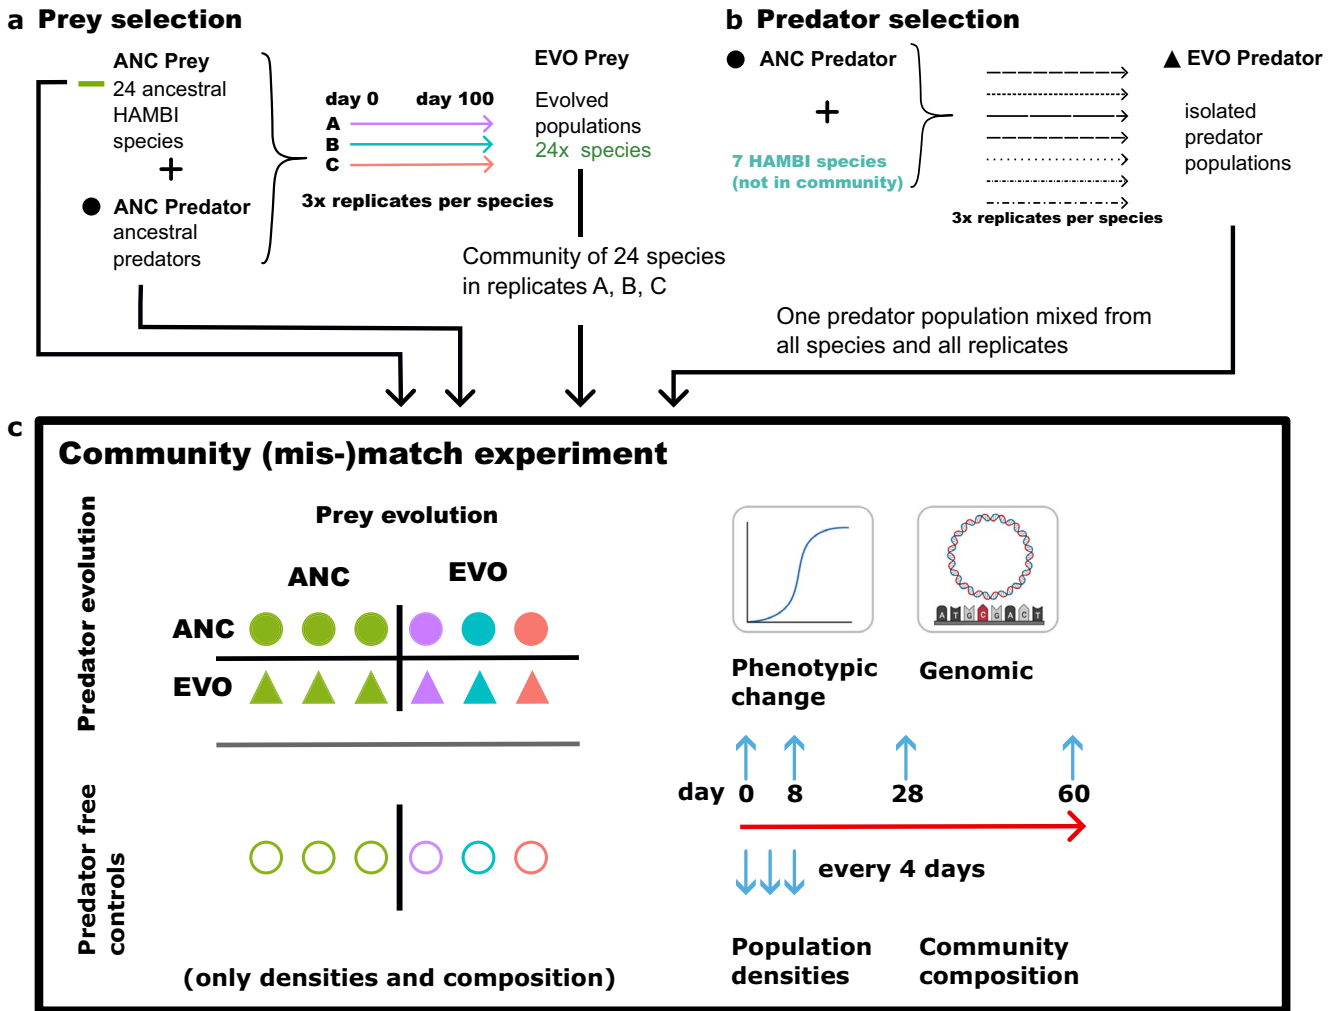 a Prey selection
ANC Prey
24 ancestral
HAMBI
species
+
ANC Predator
ancestral
predators
day 0 day 100
A
B
C
3x replicates per species
EVO Prey
Evolved
populations
24x species
Community of 24 species
in replicates A, B, C
b Predator selection
ANC Predator
+
7 HAMBI species
(not in community)
3x replicates per species
EVO Predator
isolated
predator
populations
One predator population mixed from
all species and all replicates
c
Community (mis-)match experiment
Predator evolution
Prey evolution
ANC EVO
ANC
EVO
Predator free
controls
(only densities and composition)
A T G C G A C T
Phenotypic
change
Genomic
day 0 8 28 60
every 4 days
Population
densities
Community
composition